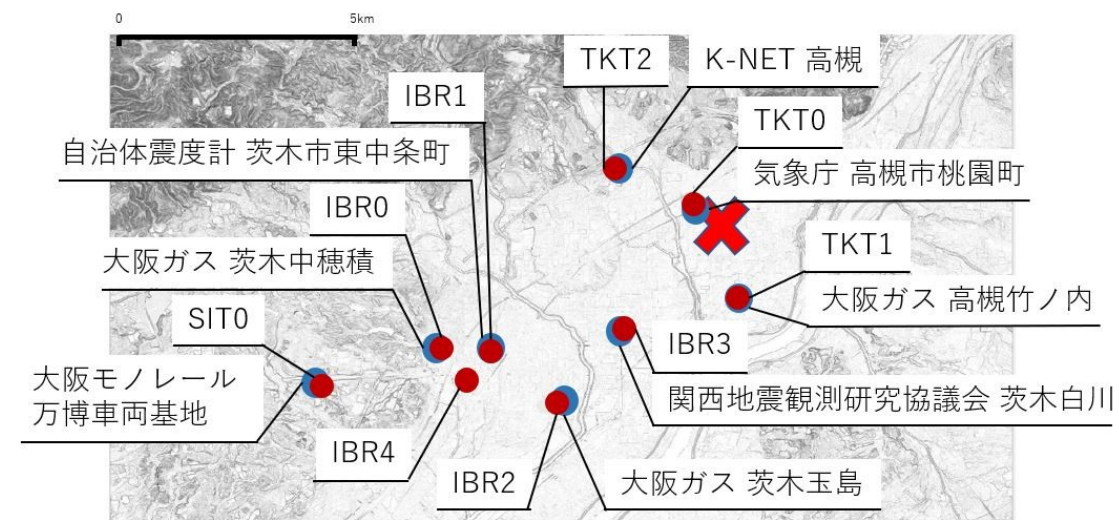 0
5km
TKT2
K-NET 高槻
IBR1
TKT0
自治体震度計 茨木市東中条町
気象庁 高槻市桃園町
IBR0
TKT1
大阪ガス 茨木中穂積
大阪ガス 高槻竹ノ内
SIT0
IBR3
大阪モノレール
万博車両基地
関西地震観測研究協議会 茨木白川
IBR4
IBR2
大阪ガス 茨木玉島